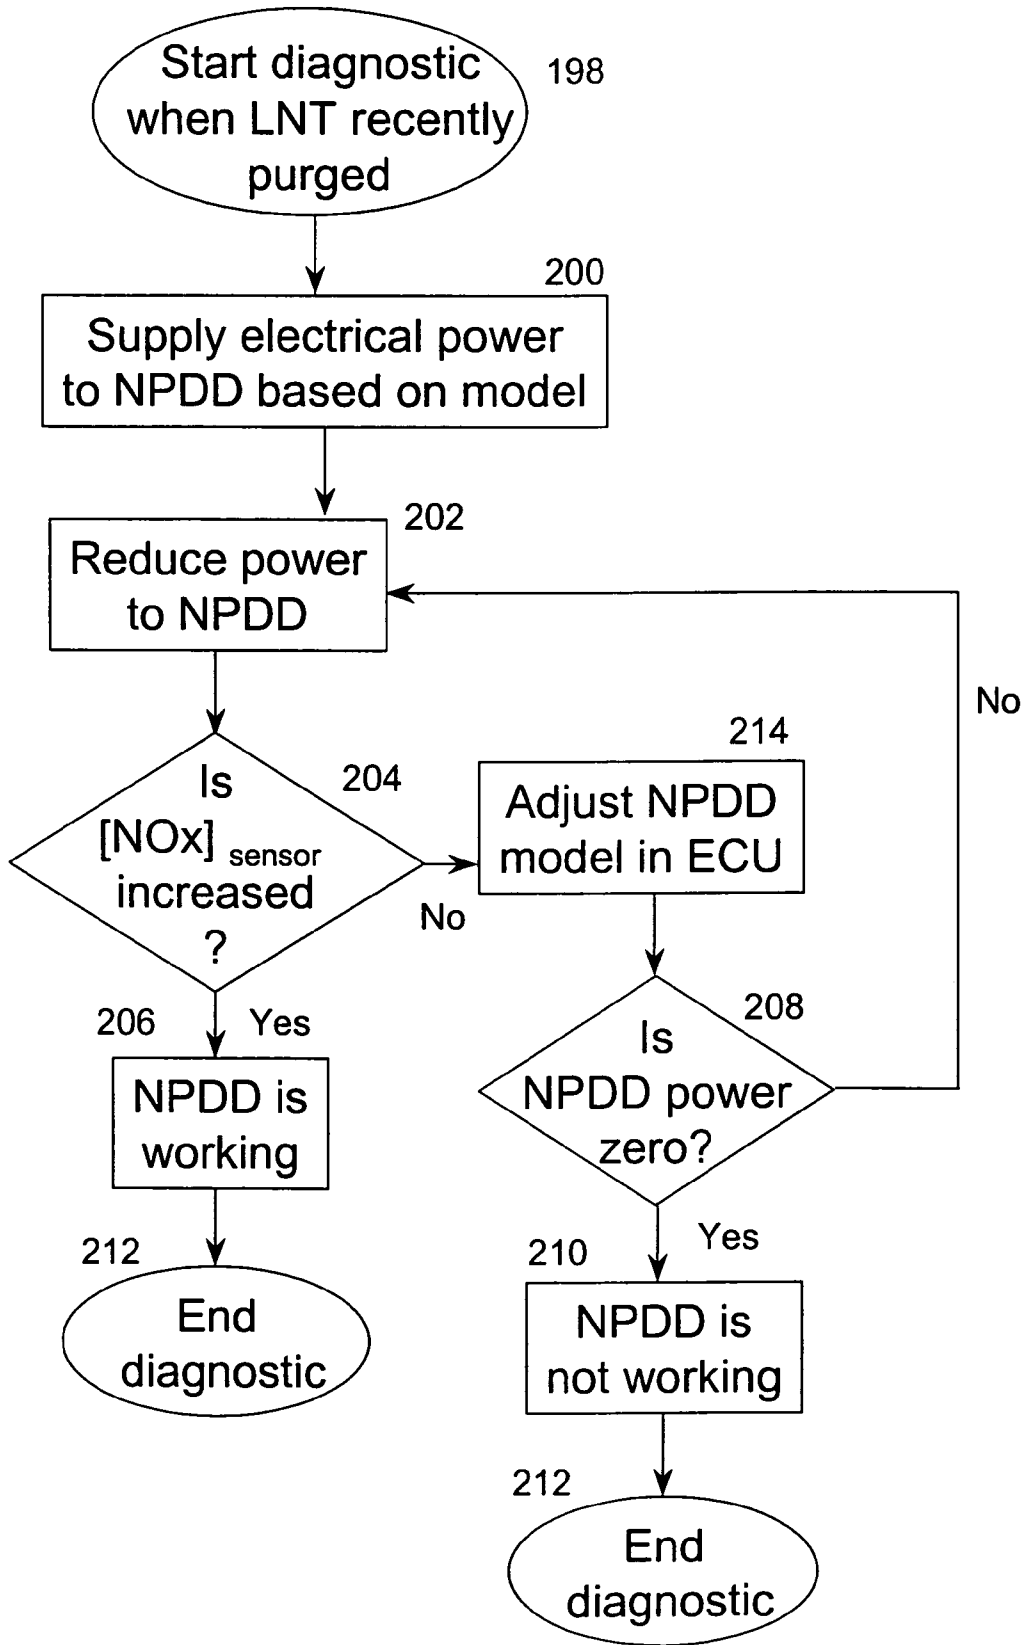 Start diagnostic
when LNT recently
purged
198
200
Supply electrical power
to NPDD based on model
202
Reduce power
to NPDD
No
204
Is
[NOx] sensor
increased
?
No
214
Adjust NPDD
model in ECU
206
Yes
NPDD is
working
208
Is
NPDD power
zero?
212
End
diagnostic
210
Yes
NPDD is
not working
212
End
diagnostic